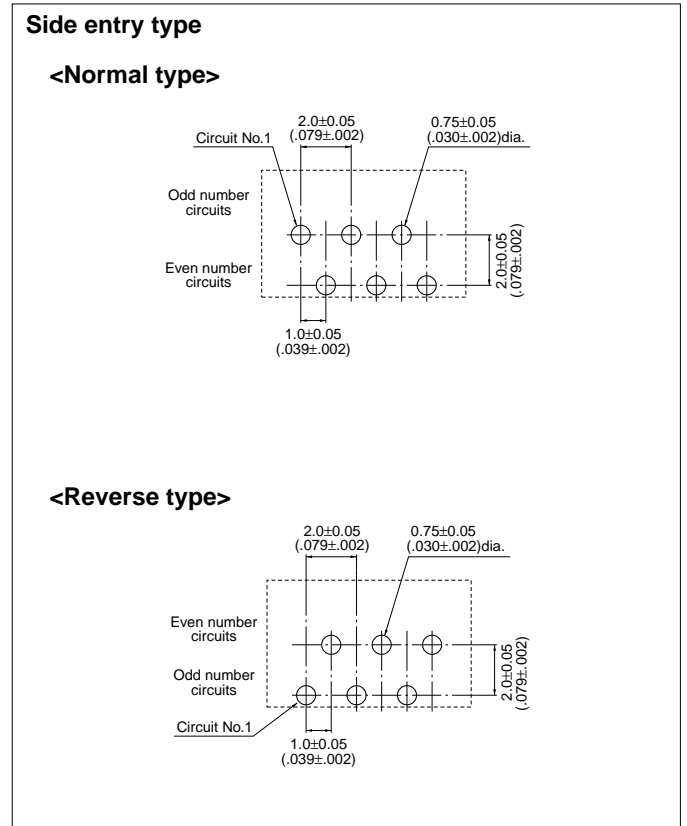 Side entry type
<Normal type>
2.0±0.05
(.079±.002)
0.75±0.05
(.030±.002)dia.
Circuit No.1
Odd number
circuits
Even number
circuits
2.0±0.05
(.079±.002)
1.0±0.05
(.039±.002)
<Reverse type>
2.0±0.05
(.079±.002)
0.75±0.05
(.030±.002)dia.
Even number
circuits
Odd number
circuits
2.0±0.05
(.079±.002)
Circuit No.1
1.0±0.05
(.039±.002)